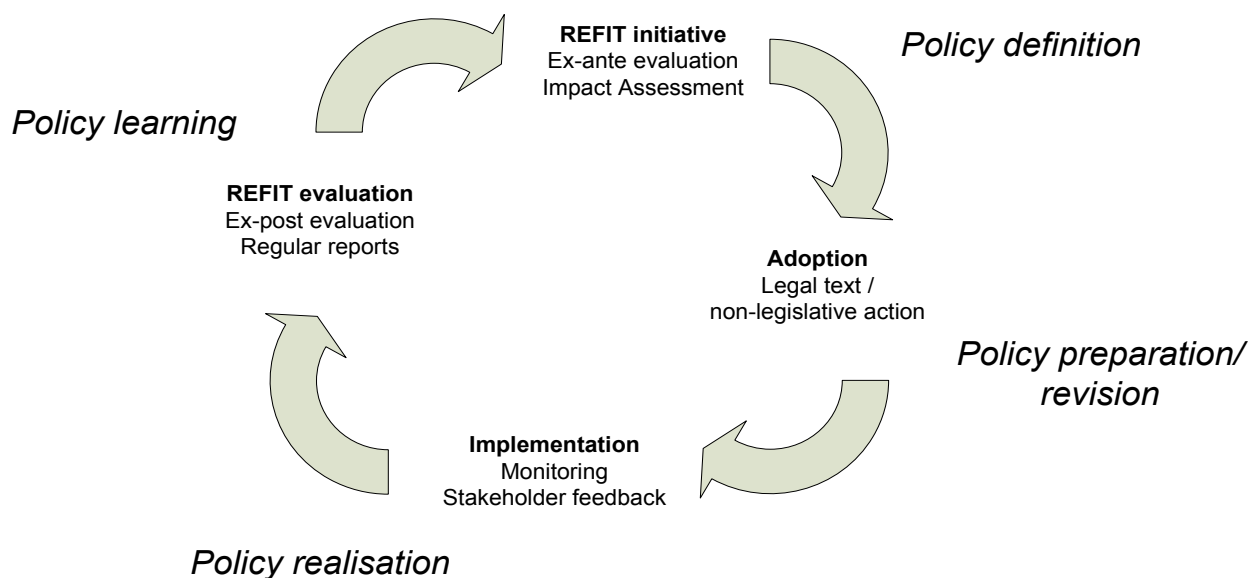 REFIT initiative
Ex-ante evaluation
Impact Assessment
Policy definition
Policy learning
REFIT evaluation
Ex-post evaluation
Regular reports
Adoption
Legal text /
non-legislative action
Policy preparation/
revision
Implementation
Monitoring
Stakeholder feedback
Policy realisation